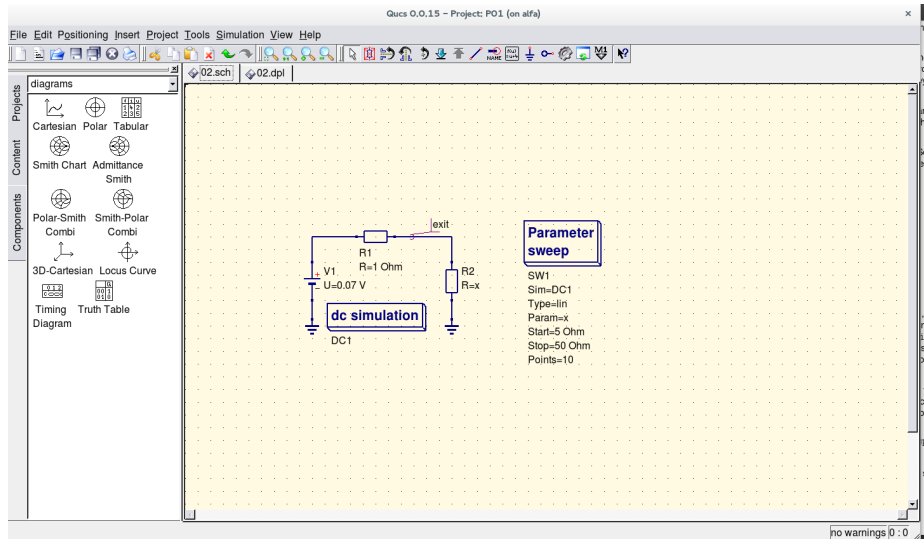 Qucs 0.0.15 - Project: P01 (on alfa)
File Edit Positioning Insert Project Tools Simulation View Help
NAME
02.sch 02.dpl
diagrams
Projects
Content
Components
Cartesian Polar Tabular
Smith Chart Admittance
Smith
Polar-Smith Smith-Polar
Combi Combi
3D-Cartesian Locus Curve
Timing Truth Table
Diagram
exit
R1
R=1 Ohm
V1
U=0.07 V
R2
R=x
dc simulation
DC1
Parameter
sweep
SW1
Sim=DC1
Type=lin
Param=x
Start=5 Ohm
Stop=50 Ohm
Points=10
no warnings 0 : 0